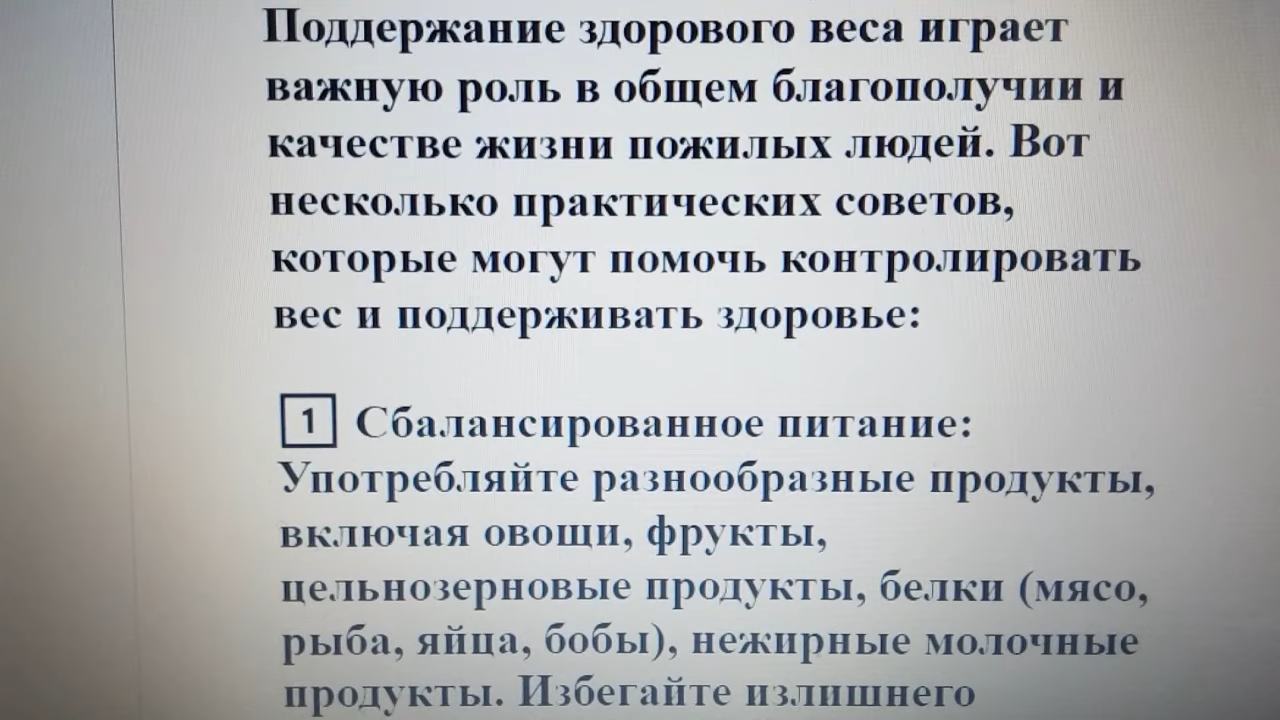 Поддержание здорового веса играет
важную роль в общем благополучии и
качестве жизни пожилых людей. Вот
несколько практических советов,
которые могут помочь контролировать
вес и поддерживать здоровье:
1 Сбалансированное питание:
Употребляйте разнообразные продукты,
включая овощи, фрукты,
цельнозерновые продукты, белки (мясо,
рыба, яйца, бобы), нежирные молочные
продукты. Избегайте излишнего